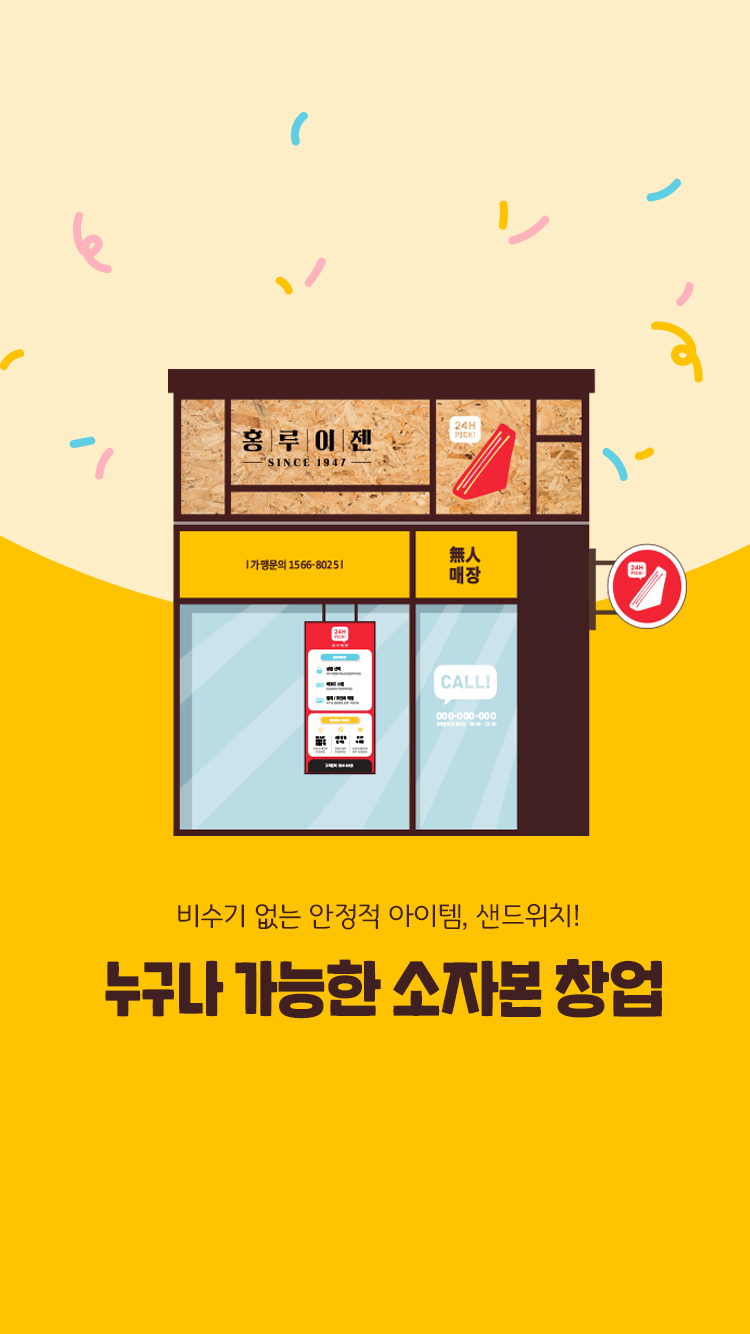 홍루이젠
SINCE 1947
24H
PICK!
|가맹문의 1566-8025|
無人
매장
24H
PICK!
24H
PICK!
CALL!
000-000-000
비수기 없는 안정적 아이템, 샌드위치!
누구나 가능한 소자본 창업